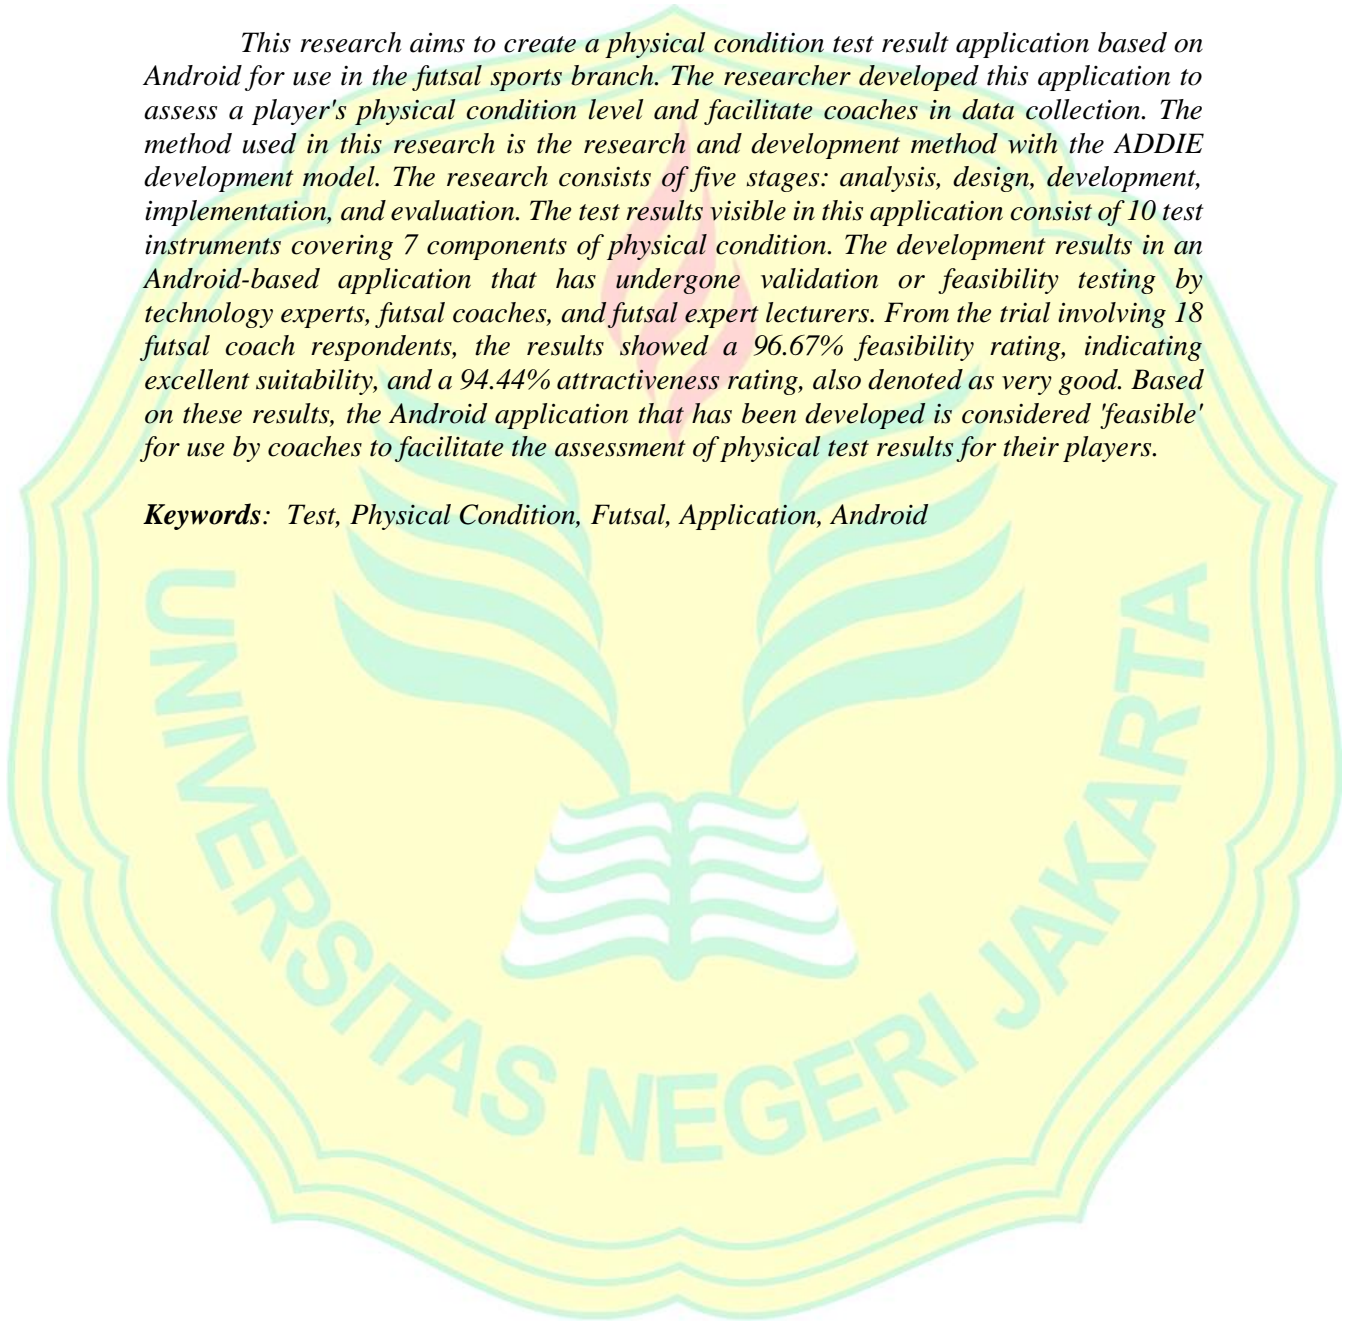 This research aims to create a physical condition test result application based on
Android for use in the futsal sports branch. The researcher developed this application to
assess a player's physical condition level and facilitate coaches in data collection. The
method used in this research is the research and development method with the ADDIE
development model. The research consists of five stages: analysis, design, development,
implementation, and evaluation. The test results visible in this application consist of 10 test
instruments covering 7 components of physical condition. The development results in an
Android-based application that has undergone validation or feasibility testing by
technology experts, futsal coaches, and futsal expert lecturers. From the trial involving 18
futsal coach respondents, the results showed a 96.67% feasibility rating, indicating
excellent suitability, and a 94.44% attractiveness rating, also denoted as very good. Based
on these results, the Android application that has been developed is considered 'feasible'
for use by coaches to facilitate the assessment of physical test results for their players.
Keywords: Test, Physical Condition, Futsal, Application, Android
UNIVERSITAS NEGERI JAKARTA